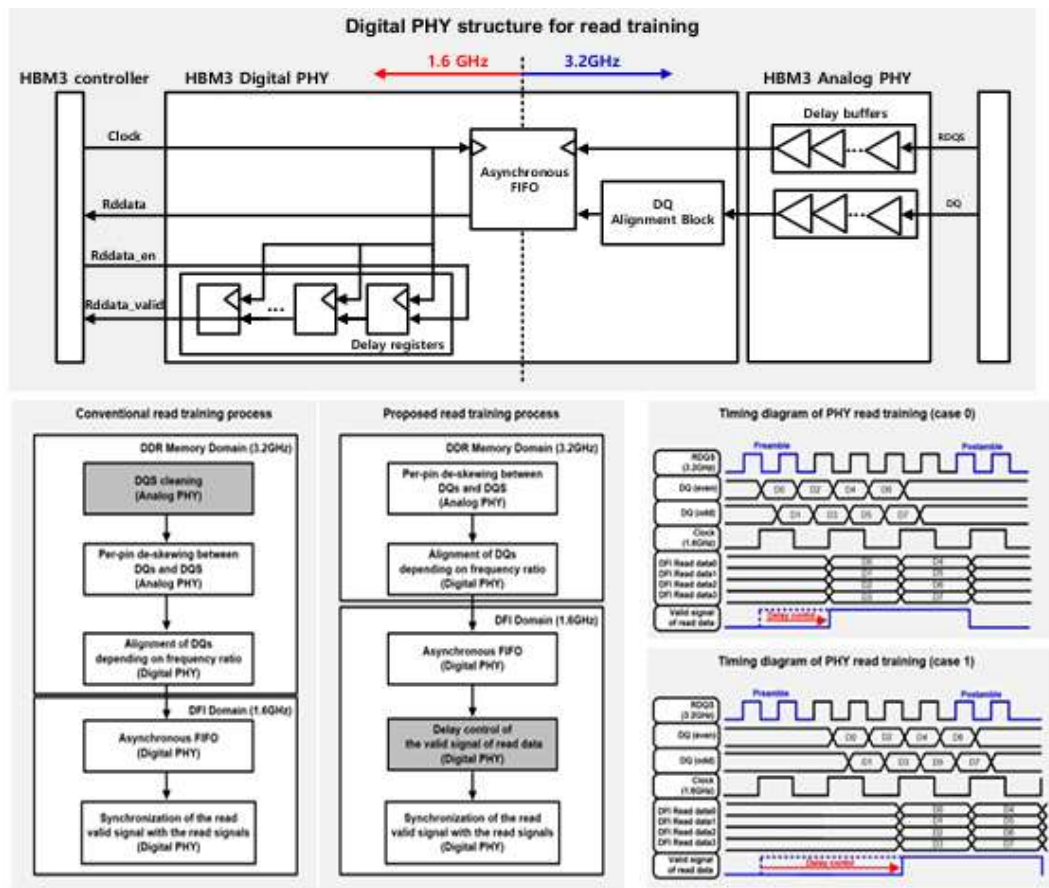 Digital PHY structure for read training
1.6 GHz
3.2GHz
HBM3 controller
HBM3 Digital PHY
HBM3 Analog PHY
Clock
Rddata
Rddata_en
Rddata_valid
Asynchronous
FIFO
DQ
Alignment Block
Delay buffers
...
RDQS
...
DQ
...
Delay registers
Conventional read training process
DDR Memory Domain (3.2GHz)
DQS cleaning
(Analog PHY)
Per-pin de-skewing between
DQs and DQS
(Analog PHY)
Alignment of DQs
depending on frequency ratio
(Digital PHY)
DFI Domain (1.6GHz)
Asynchronous FIFO
(Digital PHY)
Synchronization of the read
valid signal with the read signals
(Digital PHY)
Proposed read training process
DDR Memory Domain (3.2GHz)
Per-pin de-skewing between
DQs and DQS
(Analog PHY)
Alignment of DQs
depending on frequency ratio
(Digital PHY)
DFI Domain (1.6GHz)
Asynchronous FIFO
(Digital PHY)
Delay control of
the valid signal of read data
(Digital PHY)
Synchronization of the read
valid signal with the read signals
(Digital PHY)
Timing diagram of PHY read training (case 0)
Preamble
Postamble
RDQS
(3.2GHz)
DQ (even)
D0 D2 D4 D6
DQ (odd)
D1 D3 D5 D7
Clock
(1.6GHz)
DFI Read data0
DFI Read data1
DFI Read data2
DFI Read data3
Valid signal
of read data
Delay control
Timing diagram of PHY read training (case 1)
Preamble
Postamble
RDQS
(3.2GHz)
DQ (even)
D0 D2 D4 D6
DQ (odd)
D1 D3 D7
Clock
(1.6GHz)
DFI Read data0
DFI Read data1
DFI Read data2
DFI Read data3
Valid signal
of read data
Delay control